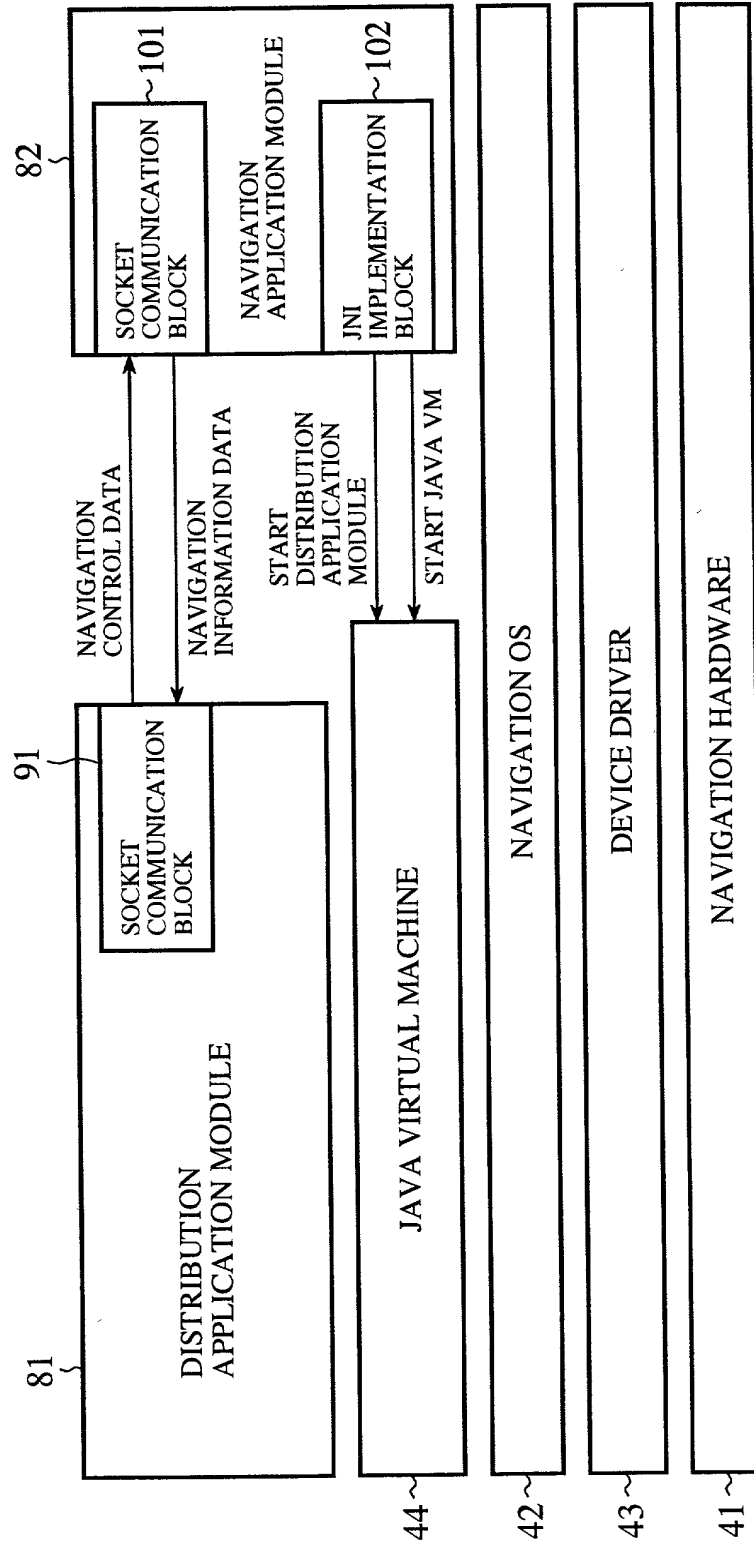 81
DISTRIBUTION
APPLICATION MODULE
91
SOCKET
COMMUNICATION
BLOCK
NAVIGATION
CONTROL DATA
NAVIGATION
INFORMATION DATA
82
SOCKET
COMMUNICATION
BLOCK
101
NAVIGATION
APPLICATION MODULE
JNI
IMPLEMENTATION
BLOCK
102
START
DISTRIBUTION
APPLICATION
MODULE
START JAVA VM
44
JAVA VIRTUAL MACHINE
42
NAVIGATION OS
43
DEVICE DRIVER
41
NAVIGATION HARDWARE